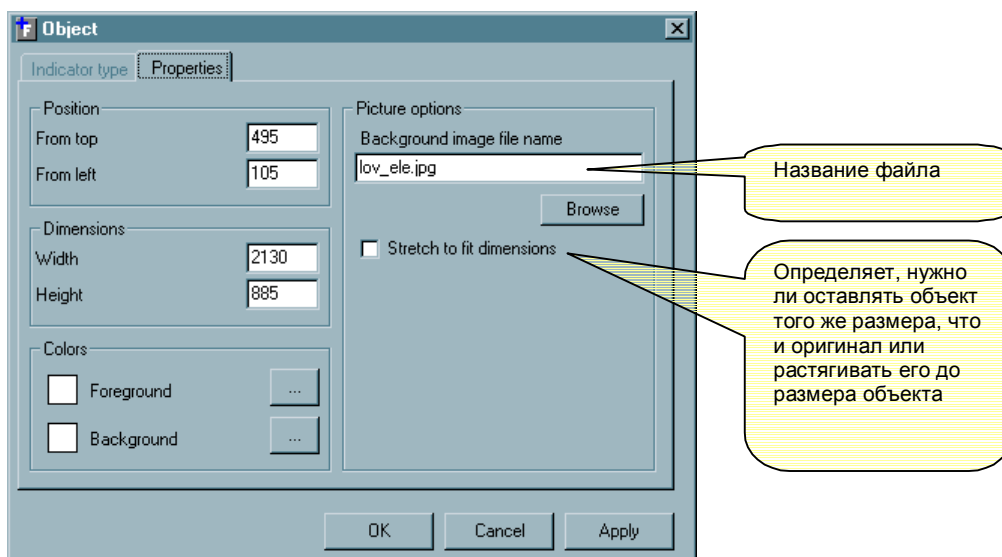 Object
Indicator type
Properties
Position
From top
495
From left
105
Dimensions
Width
2130
Height
885
Colors
Foreground
...
Background
...
Picture options
Background image file name
lov_ele.jpg
Browse
Stretch to fit dimensions
OK
Cancel
Apply
Название файла
Определяет, нужно
ли оставлять объект
того же размера, что
и оригинал или
растягивать его до
размера объекта